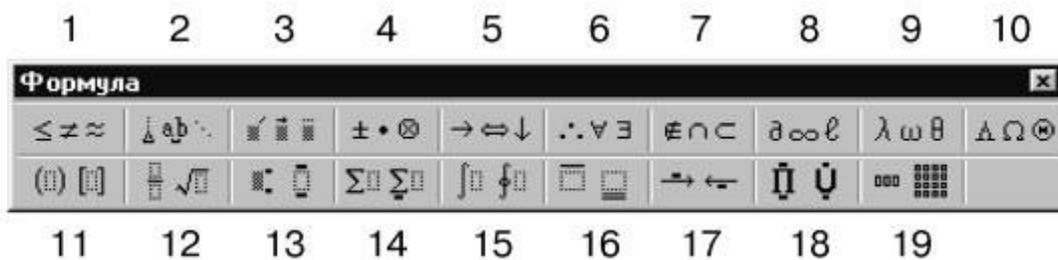 1 2 3 4 5 6 7 8 9 10
Формула
≤ ≠ ≈ ab ± • ⊗ → ⇔ ↓ ∴ ∀ ∃ ∉ ∩ ⊂ ∂ ∞ ℓ λ ω θ Λ Ω Θ
(▯) [▯] √▯ Σ▯ Σ▯ ∫▯ ∮▯ Π Ụ
11 12 13 14 15 16 17 18 19